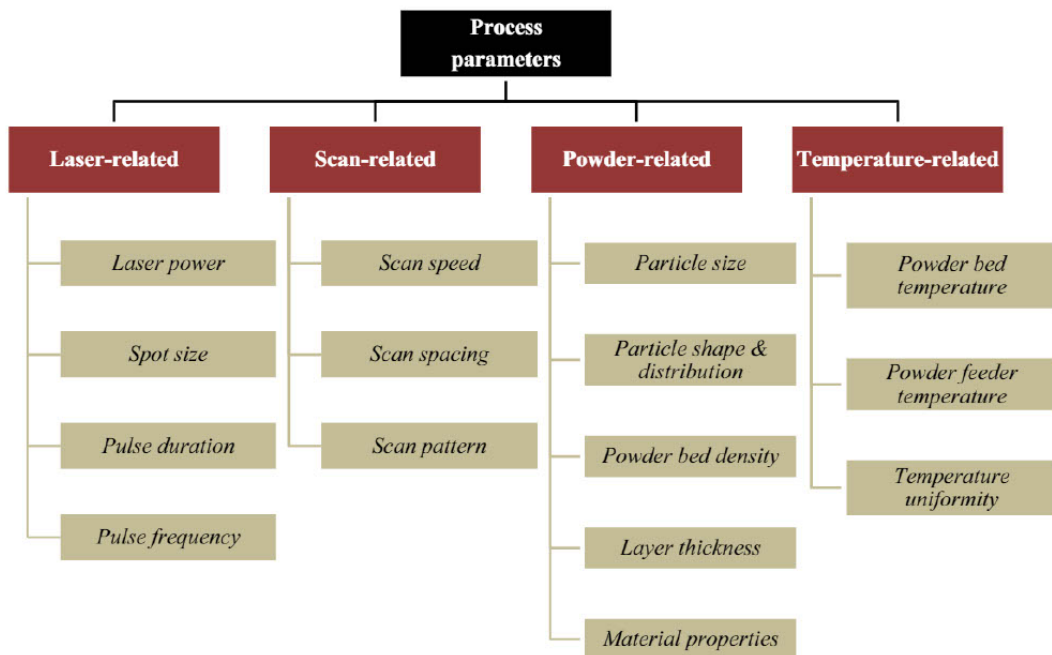 Process
parameters
Laser-related
Scan-related
Powder-related
Temperature-related
Laser power
Spot size
Pulse duration
Pulse frequency
Scan speed
Scan spacing
Scan pattern
Particle size
Particle shape &
distribution
Powder bed density
Layer thickness
Material properties
Powder bed
temperature
Powder feeder
temperature
Temperature
uniformity